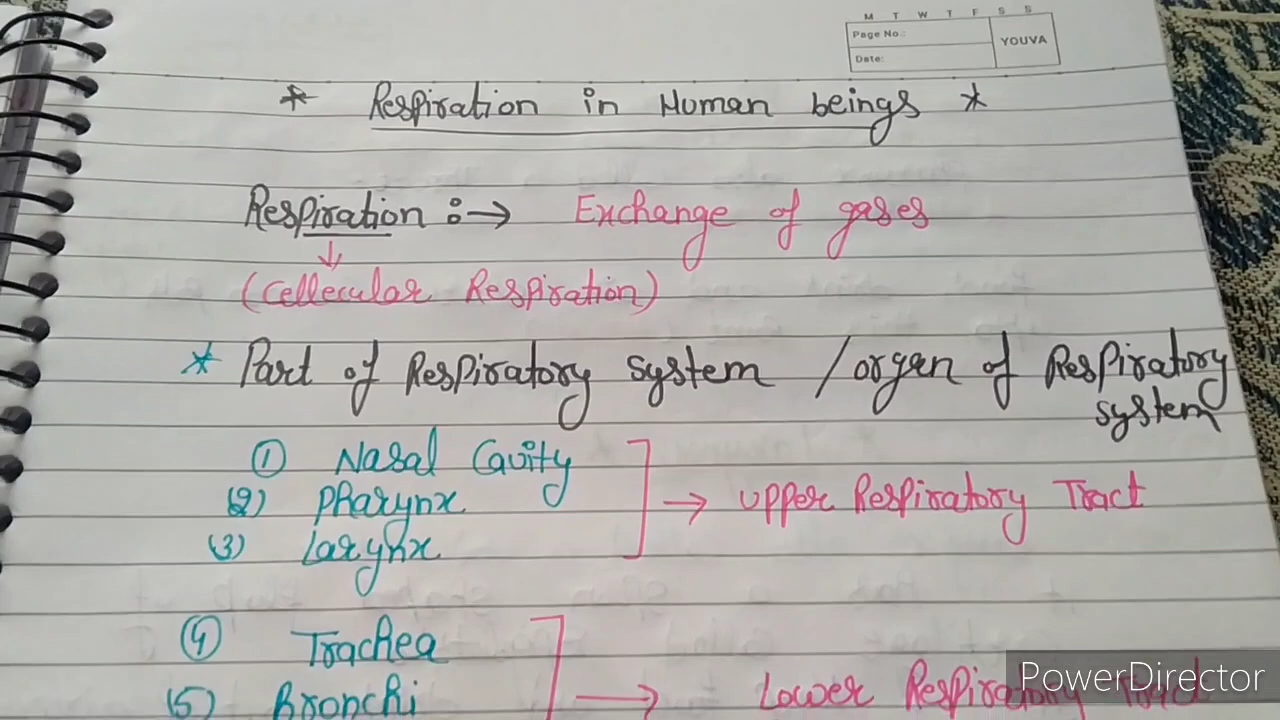 M T W T F S S
Page No.:
YOUVA
Date:
* Respiration in Human beings *
Respiration :→ Exchange of gases
↓
(Cellecular Respiration)
* Part of Respiratory system / organ of Respiratory
system
① Nasal Cavity
(2) Pharynx → upper Respiratory Tract
(3) Larynx
④ Trachea
(5) Bronchi → Lower Respiratory Tract
PowerDirector